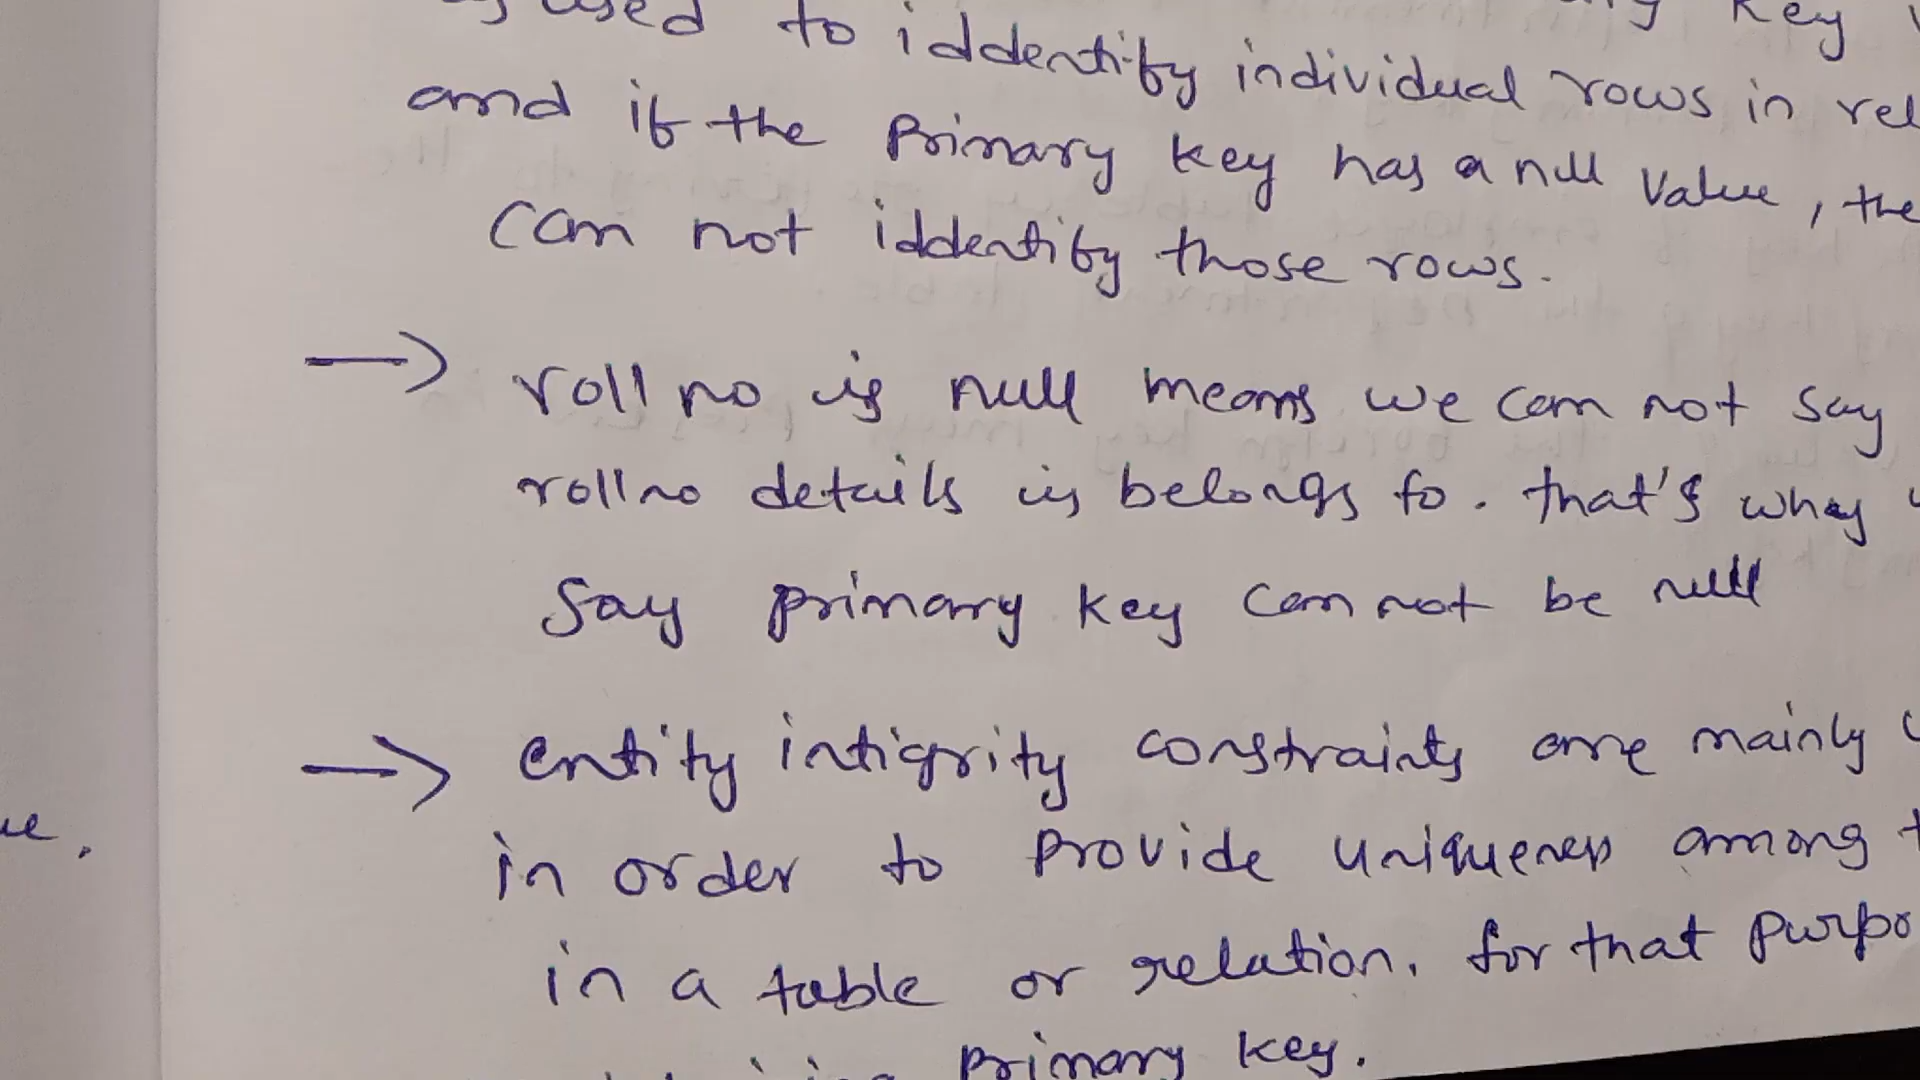 used to iddentify individual rows in rel
and if the Primary key has a null value, the
can not iddentify those rows.
→ roll no is null means we can not say
rollno details is belongs to. that's why
say primary key can not be null
→ entity intigrity constraints are mainly
in order to provide uniqueness among
in a table or relation. for that purpo
primary key.